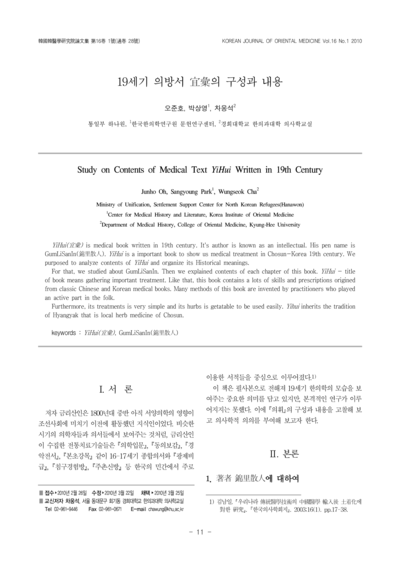 韓國韓醫學硏究院論文集 第16卷 1號(通卷 28號)
KOREAN JOURNAL OF ORIENTAL MEDICINE Vol.16 No.1 2010
19세기 의방서 宜彙의 구성과 내용
오준호, 박상영¹, 차웅석²
통일부 하나원, ¹한국한의학연구원 문헌연구센터, ²경희대학교 한의과대학 의사학교실
Study on Contents of Medical Text YiHui Written in 19th Century
Junho Oh, Sangyoung Park¹, Wungseok Cha²
Ministry of Unification, Settlement Support Center for North Korean Refugees(Hanawon)
¹Center for Medical History and Literature, Korea Institute of Oriental Medicine
²Department of Medical History, College of Oriental Medicine, Kyung-Hee University
YiHui(宜彙) is medical book written in 19th century. It's author is known as an intellectual. His pen name is
GumLiSanIn(錦里散人). YiHui is a important book to show us medical treatment in Chosun-Korea 19th century. We
purposed to analyze contents of YiHui and organize its Historical meanings.
For that, we studied about GumLiSanIn. Then we explained contents of each chapter of this book. YiHui - title
of book means gathering important treatment. Like that, this book contains a lots of skills and prescriptions origined
from classic Chinese and Korean medical books. Many methods of this book are invented by practitioners who played
an active part in the folk.
Furthermore, its treatments is very simple and its herbs is getatable to be used easily. Yihui inherits the tradition
of Hyangyak that is local herb medicine of Chosun.
keywords : YiHui(宜彙), GumLiSanIn(錦里散人)
I. 서 론
저자 금리산인은 1800년대 중반 아직 서양의학의 영향이
조선사회에 미치기 이전에 활동했던 지식인이었다. 비슷한
시기의 의학자들과 의서들에서 보여주는 것처럼, 금리산인
이 수집한 전통치료기술들은 『의학입문』, 『동의보감』, 『경
악전서』, 『본초강목』 같이 16-17세기 종합의서와 『광제비
급』, 『침구경험방』, 『주촌신방』 등 한국의 민간에서 주로
이용한 서적들을 중심으로 이루어졌다.1)
이 책은 필사본으로 전해져 19세기 한의학의 모습을 보
여주는 중요한 의미를 담고 있지만, 본격적인 연구가 이루
어지지는 못했다. 이에 『의휘』의 구성과 내용을 고찰해 보
고 의사학적 의의를 부여해 보고자 한다.
II. 본론
1. 著者 錦里散人에 대하여
접수▸2010년 2월 26일 수정▸2010년 3월 22일 채택▸2010년 3월 25일
교신저자 차웅석, 서울 동대문구 회기동 경희대학교 한의과대학 의사학교실
Tel 02-961-9446 Fax 02-961-0671 E-mail chawung@khu.ac.kr
1) 김남일. 『우리나라 傳統醫學技術의 中國醫學 輸入後 土着化에
대한 硏究』. 『한국의사학회지』. 2003;16(1). pp.17-58.
- 11 -